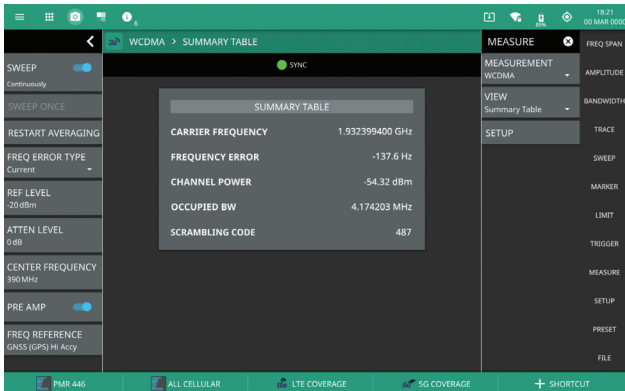 6
89%
18:21
00 MAR 0000
WCDMA > SUMMARY TABLE
SYNC
SWEEP
Continuously
SWEEP ONCE
RESTART AVERAGING
FREQ ERROR TYPE
Current
REF LEVEL
-20 dBm
ATTEN LEVEL
0 dB
CENTER FREQUENCY
390 MHz
PRE AMP
FREQ REFERENCE
GNSS (GPS) Hi Accy
SUMMARY TABLE
CARRIER FREQUENCY 1.932399400 GHz
FREQUENCY ERROR -137.6 Hz
CHANNEL POWER -54.32 dBm
OCCUPIED BW 4.174203 MHz
SCRAMBLING CODE 487
MEASURE
MEASUREMENT
WCDMA
VIEW
Summary Table
SETUP
FREQ SPAN
AMPLITUDE
BANDWIDTH
TRACE
SWEEP
MARKER
LIMIT
TRIGGER
MEASURE
SETUP
PRESET
FILE
PMR 446
ALL CELLULAR
LTE COVERAGE
5G COVERAGE
+ SHORTCUT